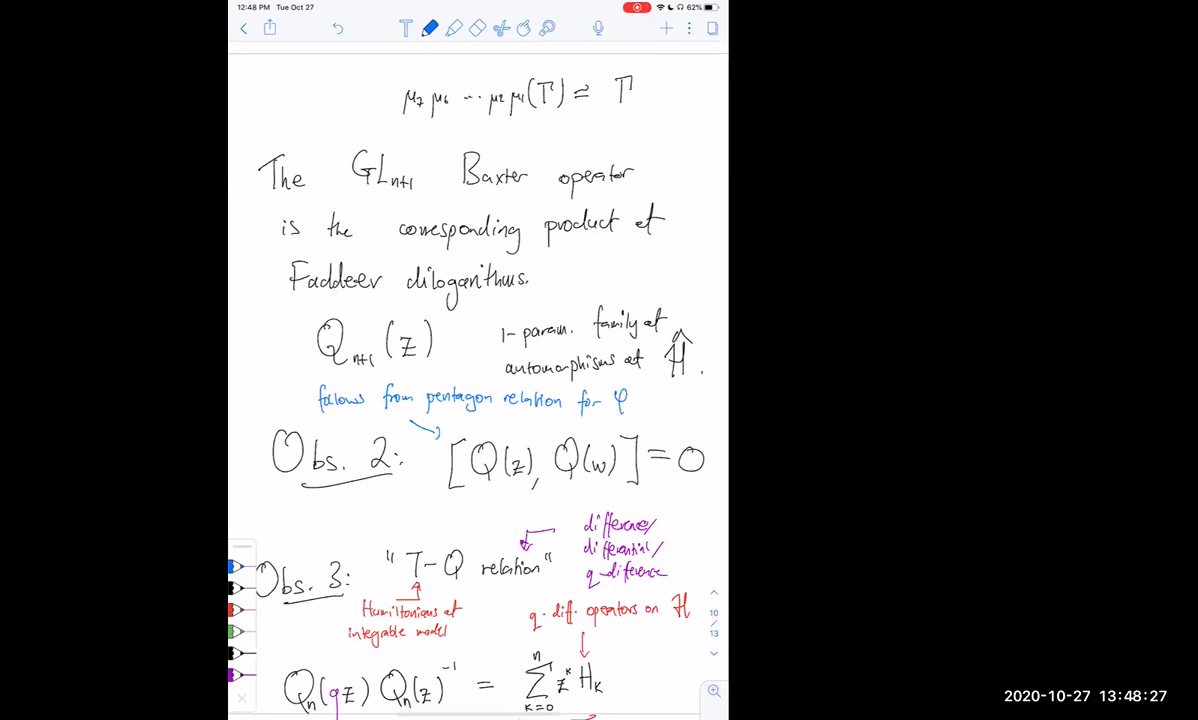 12:48 PM Tue Oct 27
62%
μ₇ μ₆ ... μ₂ μ₁(Γ) ≅ Γ
The GLₙ₊₁ Baxter operator
is the corresponding product of
Faddeev dilogarithms.
Qₙ₊₁(z)
1-param. family of
automorphisms of Ĥ.
follows from pentagon relation for φ
Obs. 2: [Q(z), Q(w)] = 0
difference/
differential/
q-difference
Obs. 3: "T-Q relation"
Hamiltonians of
integrable model
q-diff. operators on H
Qₙ(qz) Qₙ(z)⁻¹ = Σₖ₌₀ⁿ zᵏ Hₖ
10
/
13
2020-10-27 13:48:27